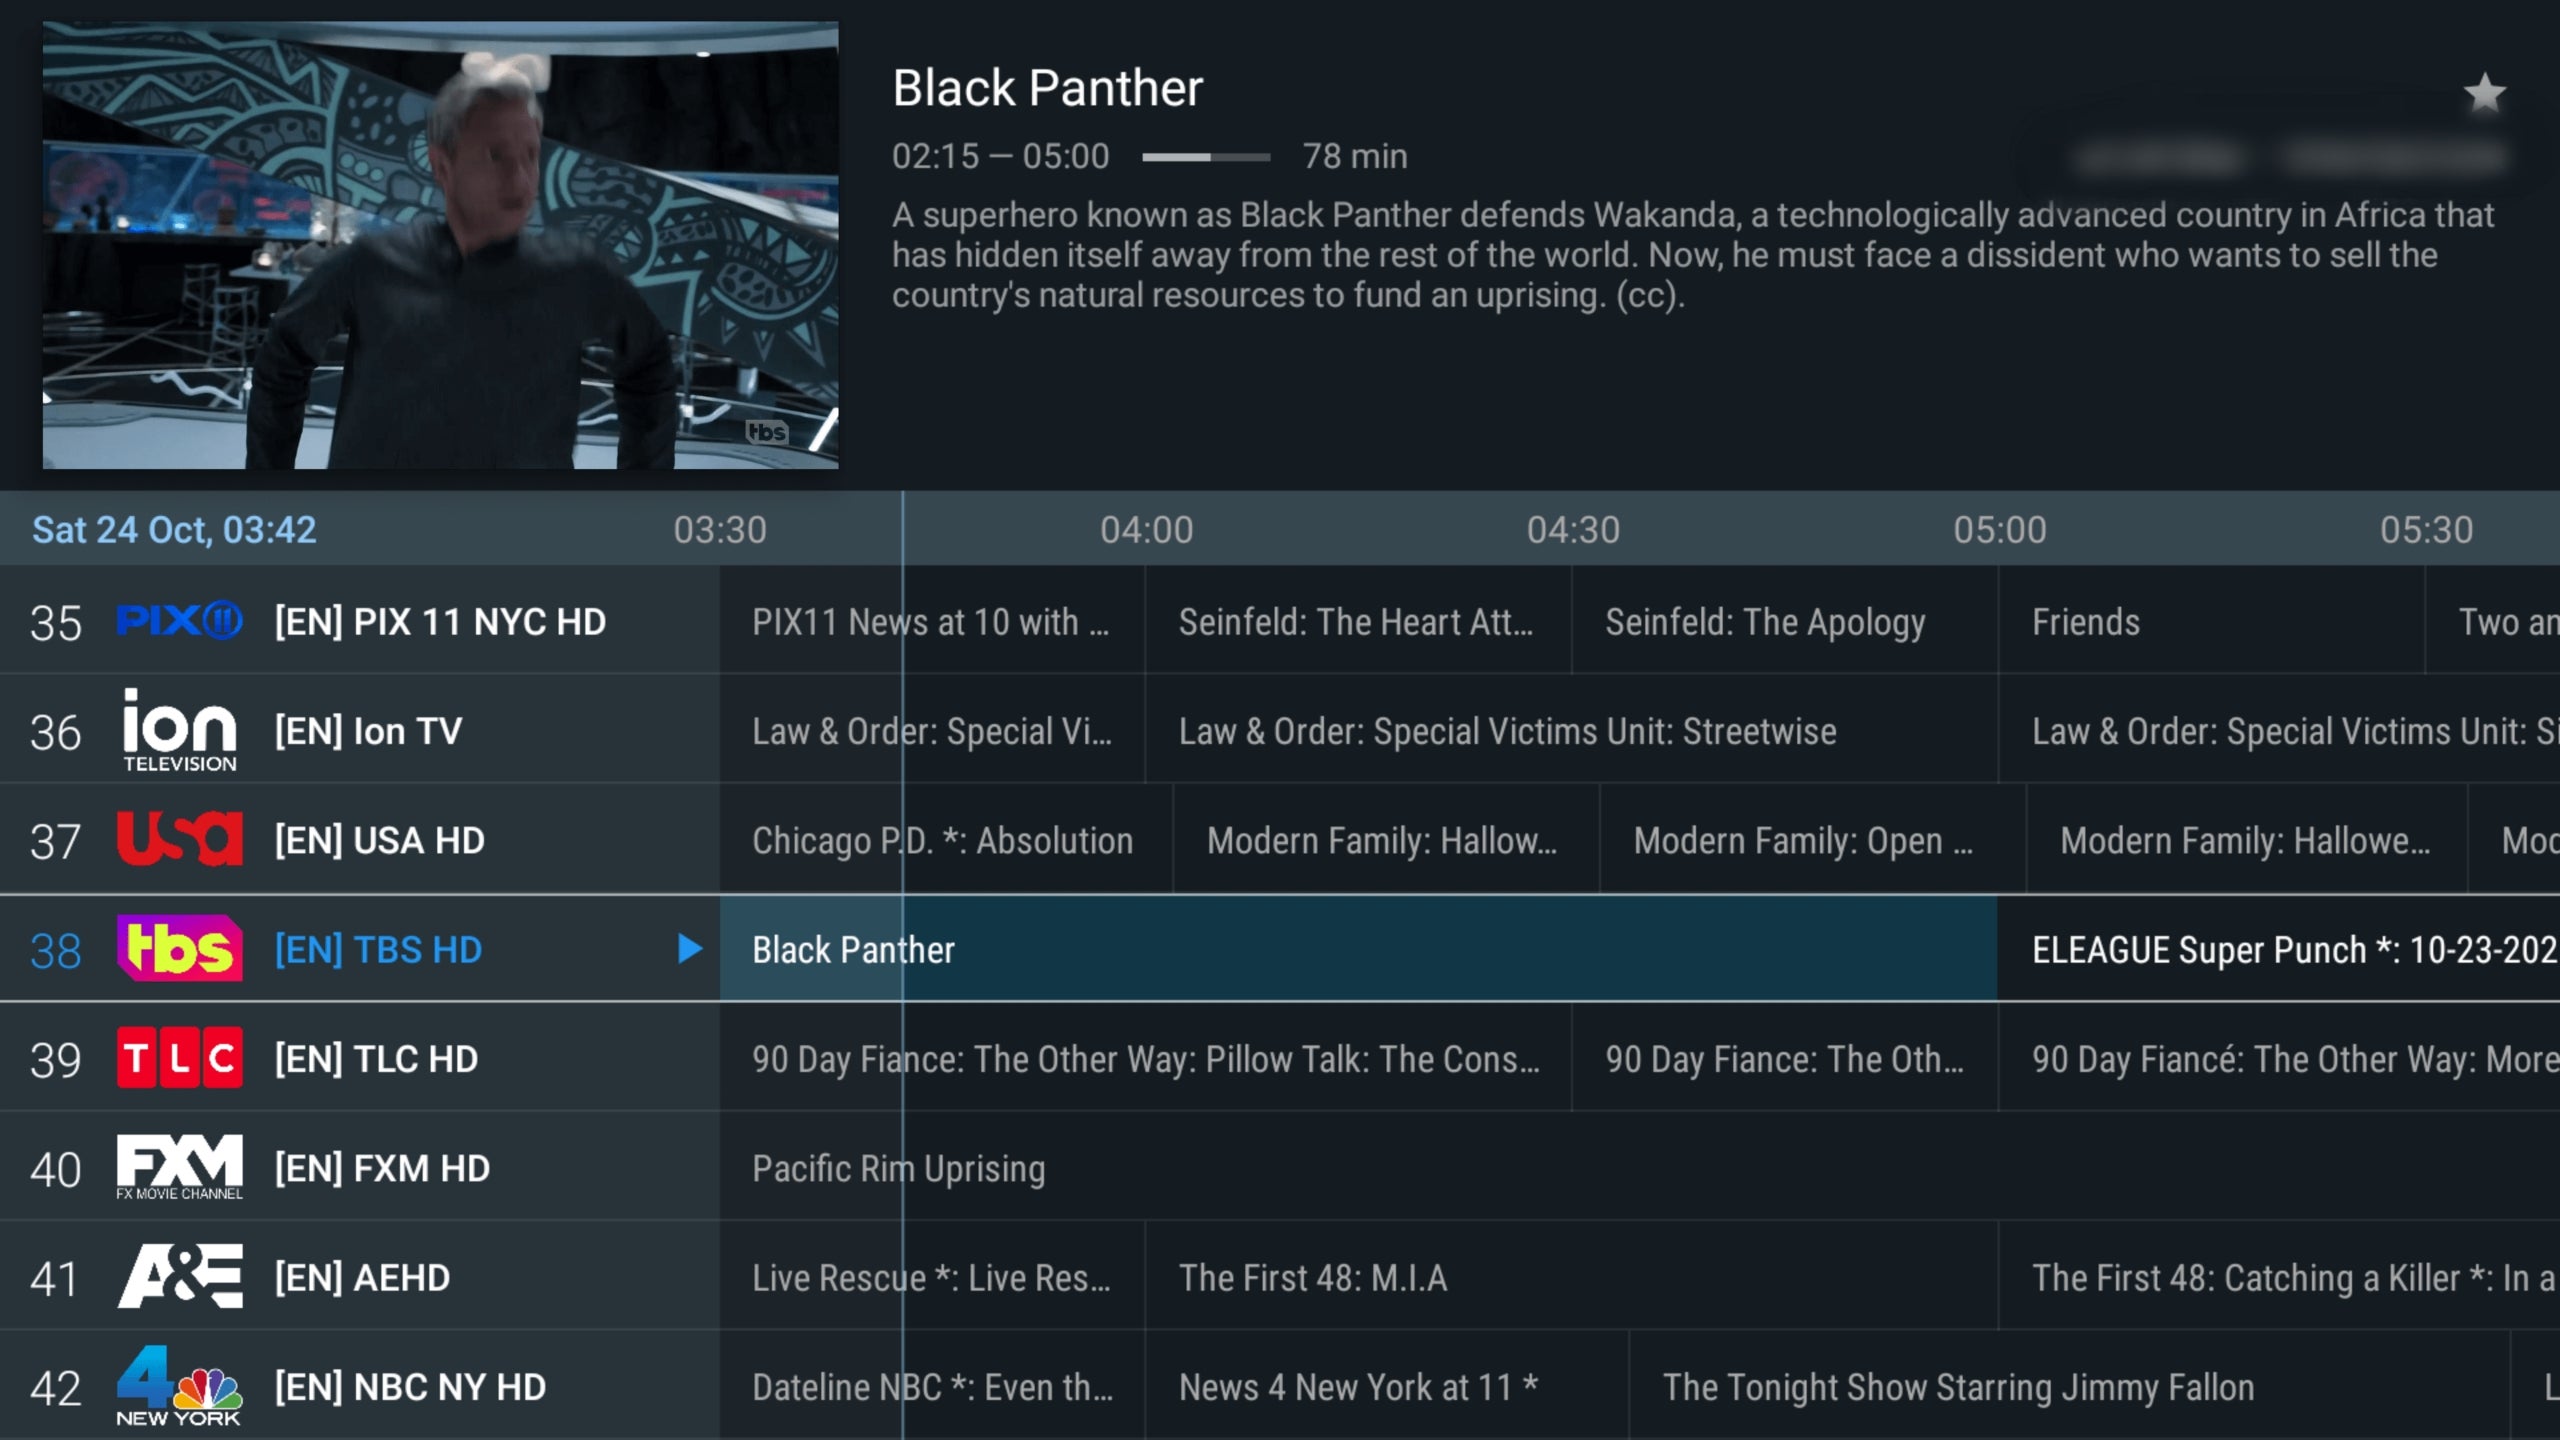 Black Panther
02:15 — 05:00 78 min
A superhero known as Black Panther defends Wakanda, a technologically advanced country in Africa that
has hidden itself away from the rest of the world. Now, he must face a dissident who wants to sell the
country's natural resources to fund an uprising. (cc).
tbs
Sat 24 Oct, 03:42 03:30 04:00 04:30 05:00 05:30
35 PIX 11 [EN] PIX 11 NYC HD PIX11 News at 10 with ... Seinfeld: The Heart Att... Seinfeld: The Apology Friends Two an
36 ion TELEVISION [EN] Ion TV Law & Order: Special Vi... Law & Order: Special Victims Unit: Streetwise Law & Order: Special Victims Unit: Si
37 usa [EN] USA HD Chicago P.D. *: Absolution Modern Family: Hallow... Modern Family: Open ... Modern Family: Hallowe... Mod
38 tbs [EN] TBS HD Black Panther ELEAGUE Super Punch *: 10-23-202
39 TLC [EN] TLC HD 90 Day Fiance: The Other Way: Pillow Talk: The Cons... 90 Day Fiance: The Oth... 90 Day Fiancé: The Other Way: More
40 FXM FX MOVIE CHANNEL [EN] FXM HD Pacific Rim Uprising
41 A&E [EN] AEHD Live Rescue *: Live Res... The First 48: M.I.A The First 48: Catching a Killer *: In a
42 4 NEW YORK [EN] NBC NY HD Dateline NBC *: Even th... News 4 New York at 11 * The Tonight Show Starring Jimmy Fallon L